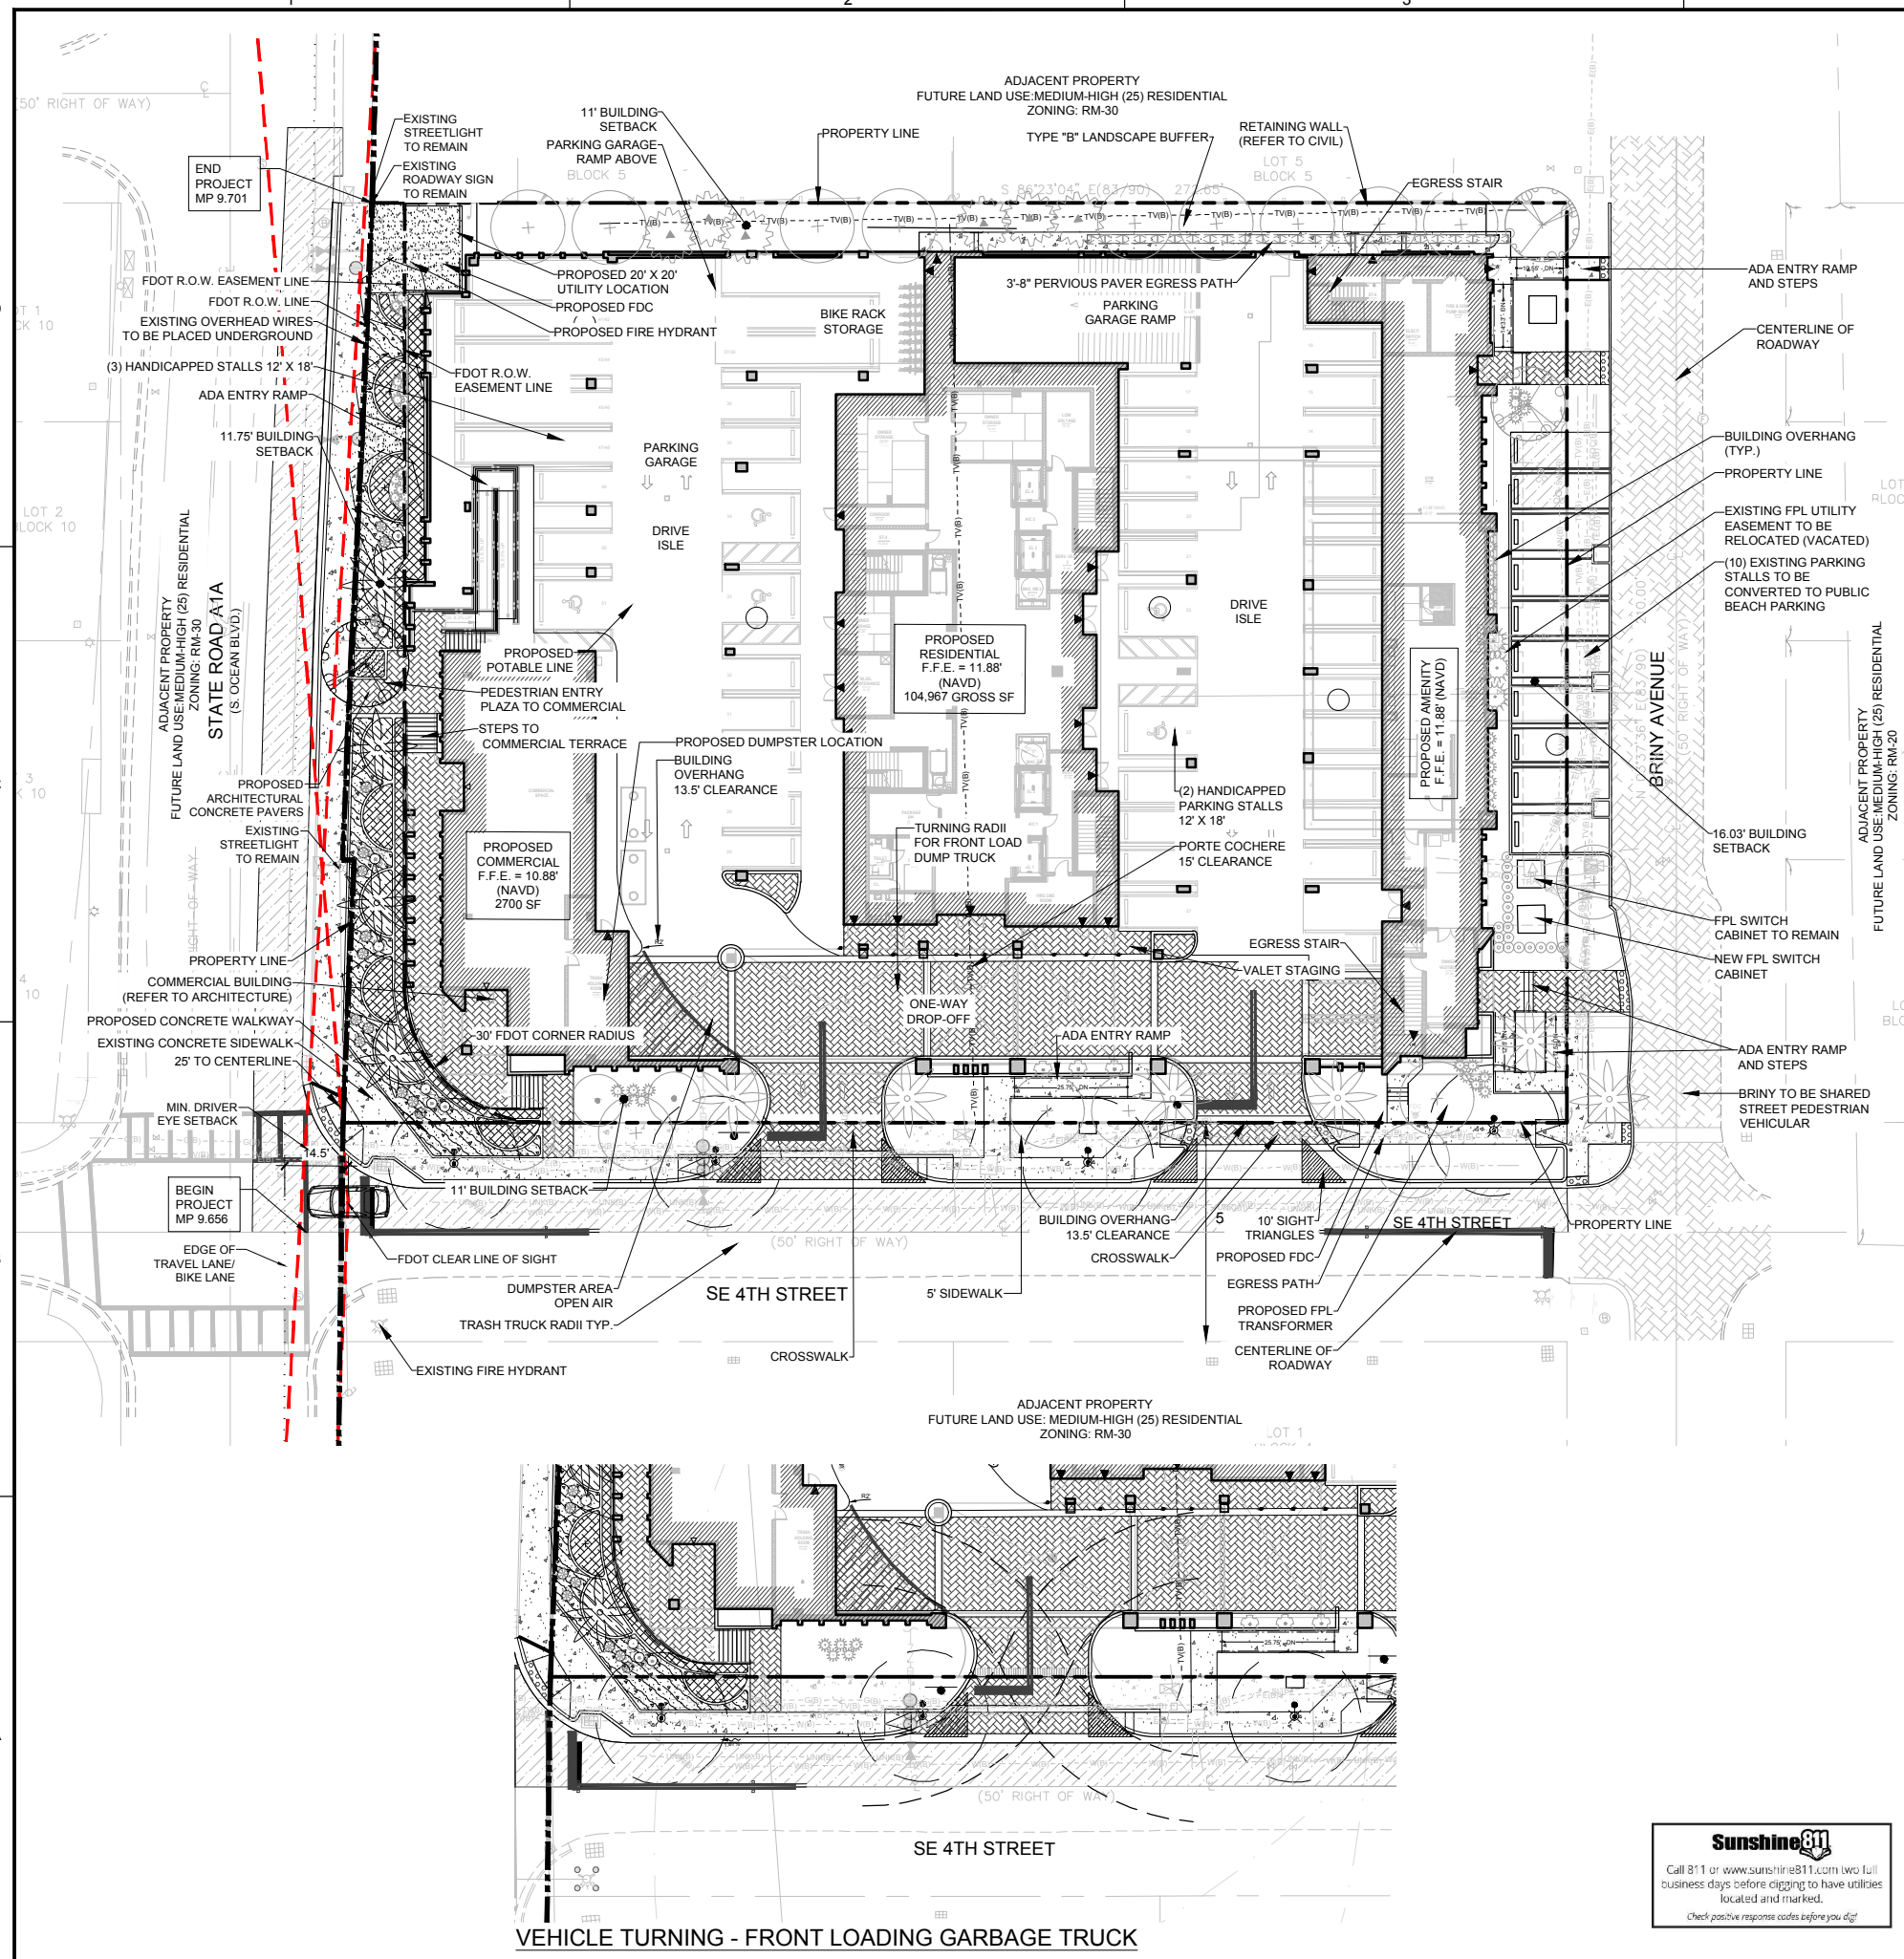 1
2
3
ADJACENT PROPERTY
FUTURE LAND USE:MEDIUM-HIGH (25) RESIDENTIAL
ZONING: RM-30
(50' RIGHT OF WAY)
EXISTING
STREETLIGHT
TO REMAIN
EXISTING
ROADWAY SIGN
TO REMAIN
END
PROJECT
MP 9.701
11' BUILDING
SETBACK
PARKING GARAGE
RAMP ABOVE
BLOCK 5
PROPERTY LINE
TYPE "B" LANDSCAPE BUFFER
RETAINING WALL
(REFER TO CIVIL)
LOT 5
BLOCK 5
S 86°23'04" E(83/90) 272.65'
EGRESS STAIR
FDOT R.O.W. EASEMENT LINE
FDOT R.O.W. LINE
EXISTING OVERHEAD WIRES
TO BE PLACED UNDERGROUND
(3) HANDICAPPED STALLS 12' X 18'
ADA ENTRY RAMP
11.75' BUILDING
SETBACK
PROPOSED 20' X 20'
UTILITY LOCATION
PROPOSED FDC
PROPOSED FIRE HYDRANT
FDOT R.O.W.
EASEMENT LINE
BIKE RACK
STORAGE
3'-8" PERVIOUS PAVER EGRESS PATH
PARKING
GARAGE RAMP
ADA ENTRY RAMP
AND STEPS
CENTERLINE OF
ROADWAY
BUILDING OVERHANG
(TYP.)
PROPERTY LINE
EXISTING FPL UTILITY
EASEMENT TO BE
RELOCATED (VACATED)
(10) EXISTING PARKING
STALLS TO BE
CONVERTED TO PUBLIC
BEACH PARKING
PARKING
GARAGE
DRIVE
ISLE
DRIVE
ISLE
LOT 2
BLOCK 10
ADJACENT PROPERTY
FUTURE LAND USE:MEDIUM-HIGH (25) RESIDENTIAL
ZONING: RM-30
STATE ROAD A1A
(S. OCEAN BLVD.)
PROPOSED
POTABLE LINE
PEDESTRIAN ENTRY
PLAZA TO COMMERCIAL
STEPS TO
COMMERCIAL TERRACE
PROPOSED DUMPSTER LOCATION
BUILDING
OVERHANG
13.5' CLEARANCE
PROPOSED
RESIDENTIAL
F.F.E. = 11.88'
(NAVD)
104,967 GROSS SF
PROPOSED AMENITY
F.F.E. = 11.88' (NAVD)
BRINY AVENUE
(50' RIGHT OF WAY)
ADJACENT PROPERTY
FUTURE LAND USE:MEDIUM-HIGH (25) RESIDENTIAL
ZONING: RM-20
PROPOSED
ARCHITECTURAL
CONCRETE PAVERS
EXISTING
STREETLIGHT
TO REMAIN
PROPOSED
COMMERCIAL
F.F.E. = 10.88'
(NAVD)
2700 SF
TURNING RADII
FOR FRONT LOAD
DUMP TRUCK
(2) HANDICAPPED
PARKING STALLS
12' X 18'
PORTE COCHERE
15' CLEARANCE
16.03' BUILDING
SETBACK
FPL SWITCH
CABINET TO REMAIN
NEW FPL SWITCH
CABINET
PROPERTY LINE
COMMERCIAL BUILDING
(REFER TO ARCHITECTURE)
PROPOSED CONCRETE WALKWAY
EXISTING CONCRETE SIDEWALK
25' TO CENTERLINE
MIN. DRIVER
EYE SETBACK
14.5'
R2'
EGRESS STAIR
VALET STAGING
ONE-WAY
DROP-OFF
30' FDOT CORNER RADIUS
ADA ENTRY RAMP
25.75' DN
ADA ENTRY RAMP
AND STEPS
BRINY TO BE SHARED
STREET PEDESTRIAN
VEHICULAR
BEGIN
PROJECT
MP 9.656
EDGE OF
TRAVEL LANE/
BIKE LANE
11' BUILDING SETBACK
FDOT CLEAR LINE OF SIGHT
(50' RIGHT OF WAY)
DUMPSTER AREA
OPEN AIR
TRASH TRUCK RADII TYP.
EXISTING FIRE HYDRANT
SE 4TH STREET
5' SIDEWALK
CROSSWALK
BUILDING OVERHANG
13.5' CLEARANCE
CROSSWALK
5
10' SIGHT
TRIANGLES
PROPOSED FDC
EGRESS PATH
PROPOSED FPL
TRANSFORMER
CENTERLINE OF
ROADWAY
SE 4TH STREET
PROPERTY LINE
ADJACENT PROPERTY
FUTURE LAND USE: MEDIUM-HIGH (25) RESIDENTIAL
ZONING: RM-30
LOT 1
R2'
25.75' DN
(50' RIGHT OF WAY)
SE 4TH STREET
VEHICLE TURNING - FRONT LOADING GARBAGE TRUCK
Sunshine811
Call 811 or www.sunshine811.com two full
business days before digging to have utilities
located and marked.
Check positive response codes before you dig!